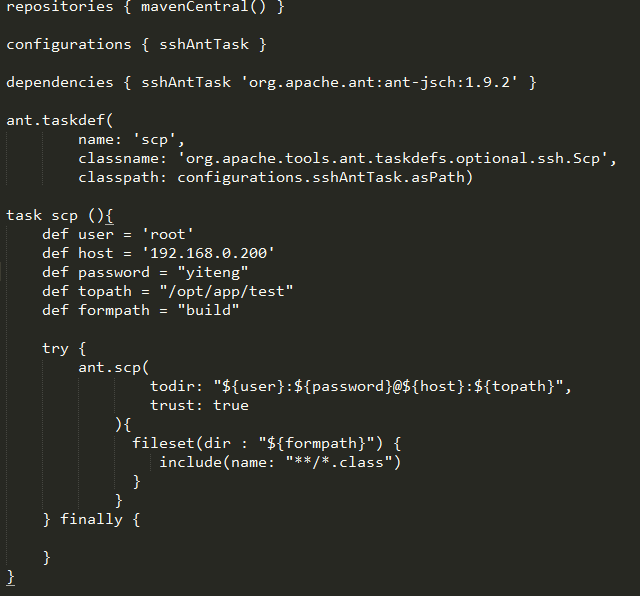 repositories { mavenCentral() }
configurations { sshAntTask }
dependencies { sshAntTask 'org.apache.ant:ant-jsch:1.9.2' }
ant.taskdef(
name: 'scp',
classname: 'org.apache.tools.ant.taskdefs.optional.ssh.Scp',
classpath: configurations.sshAntTask.asPath)
task scp (){
def user = 'root'
def host = '192.168.0.200'
def password = "yiteng"
def topath = "/opt/app/test"
def formpath = "build"
try {
ant.scp(
todir: "${user}:${password}@${host}:${topath}",
trust: true
){
fileset(dir : "${formpath}") {
include(name: "**/*.class")
}
}
} finally {
}
}